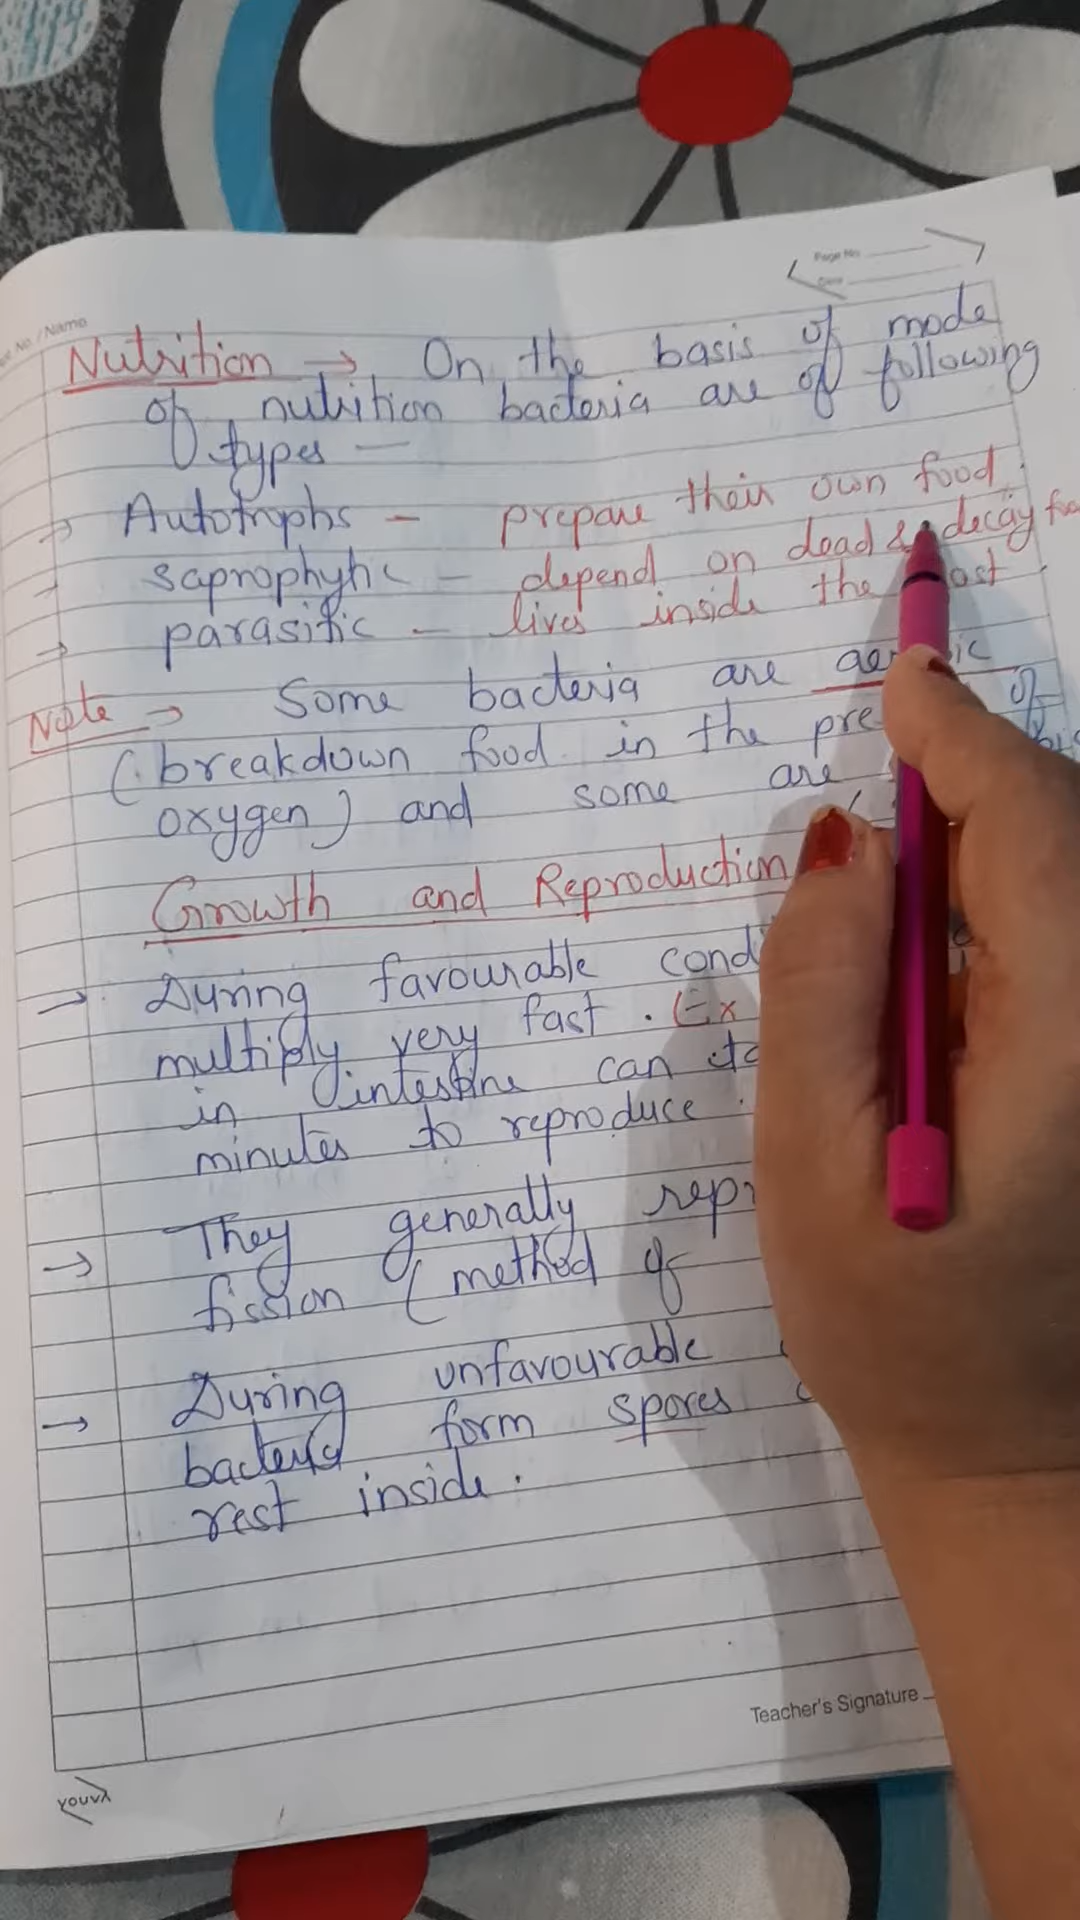 Page No.
Date
No./Name
Nutrition → On the basis of mode
of nutrition bacteria are of following
types —
→ Autotrophs - prepare their own food.
→ saprophytic - depend on dead & decay
→ parasitic - lives inside the
Note → Some bacteria are
(breakdown food in the of
oxygen) and some are
Growth and Reproduction
→ During favourable
multiply very fast. (Ex
in intestine can
minutes to reproduce.
→ They generally
fission (method of
→ During unfavourable
bacteria form spores
rest inside.
Teacher's Signature
YOUVA